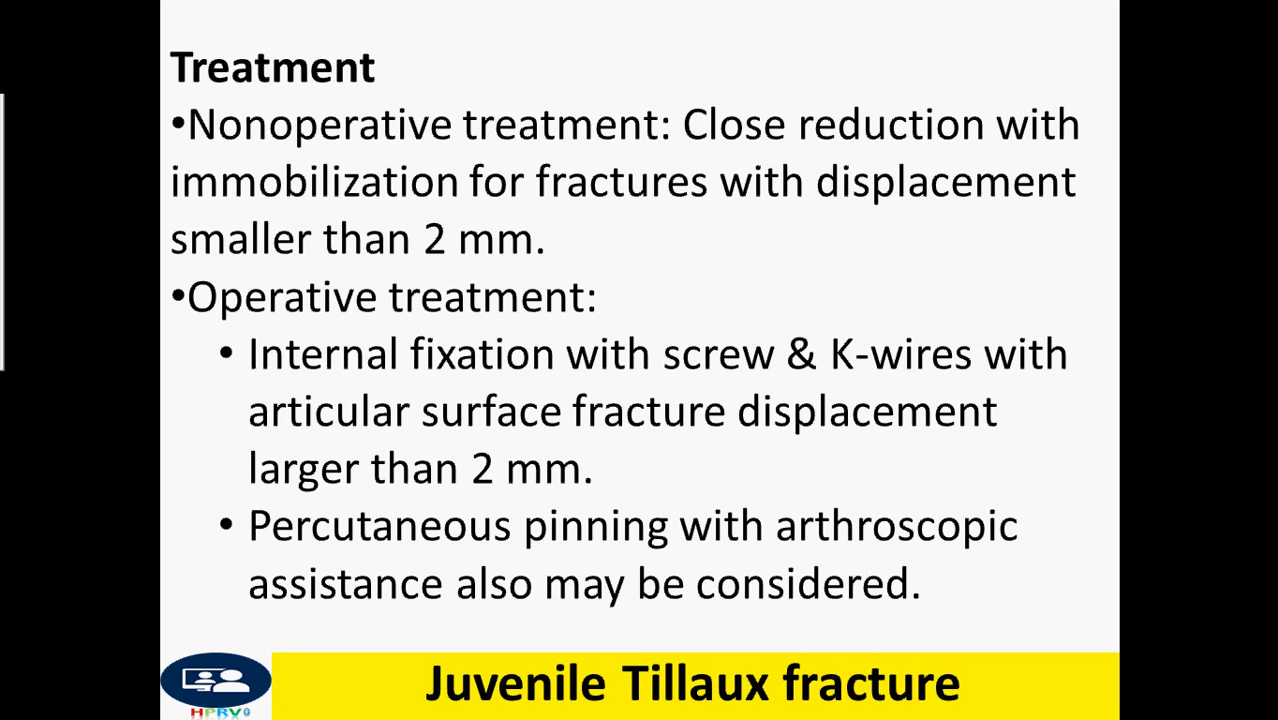 Treatment
•Nonoperative treatment: Close reduction with
immobilization for fractures with displacement
smaller than 2 mm.
•Operative treatment:
• Internal fixation with screw & K-wires with
articular surface fracture displacement
larger than 2 mm.
• Percutaneous pinning with arthroscopic
assistance also may be considered.
Juvenile Tillaux fracture
HPRV